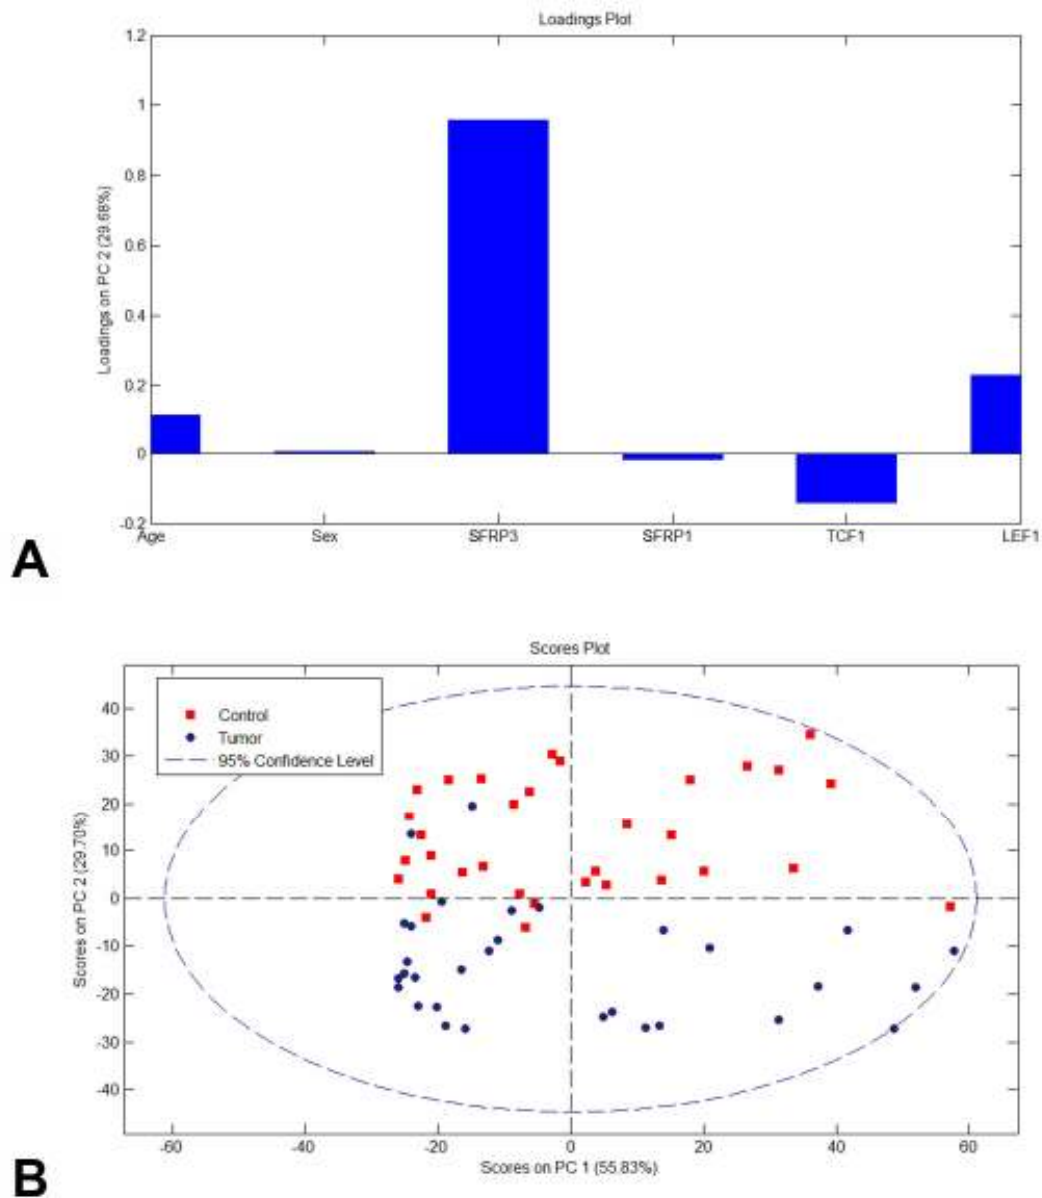 Loadings Plot
1.2
1
0.8
0.6
0.4
0.2
0
-0.2
Loadings on PC 2 (29.68%)
Age Sex SFRP3 SFRP1 TCF1 LEF1
A
Scores Plot
Control
Tumor
95% Confidence Level
40
30
20
10
0
-10
-20
-30
-40
Scores on PC 2 (29.70%)
-60 -40 -20 0 20 40 60
Scores on PC 1 (55.83%)
B